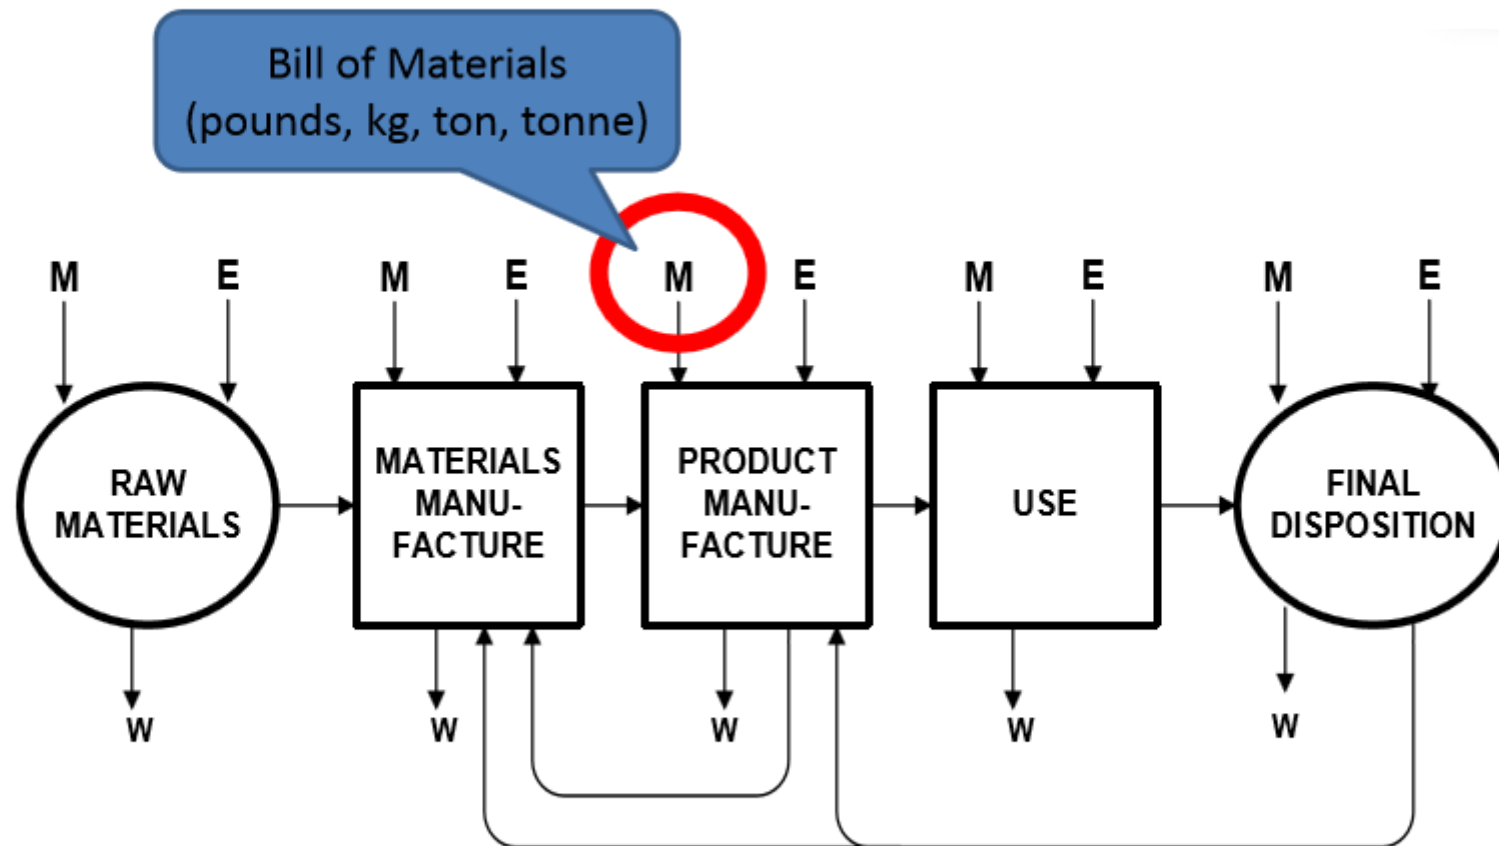 Bill of Materials
(pounds, kg, ton, tonne)
M E M E M E M E M E
RAW
MATERIALS
MATERIALS
MANU-
FACTURE
PRODUCT
MANU-
FACTURE
USE
FINAL
DISPOSITION
W W W W W